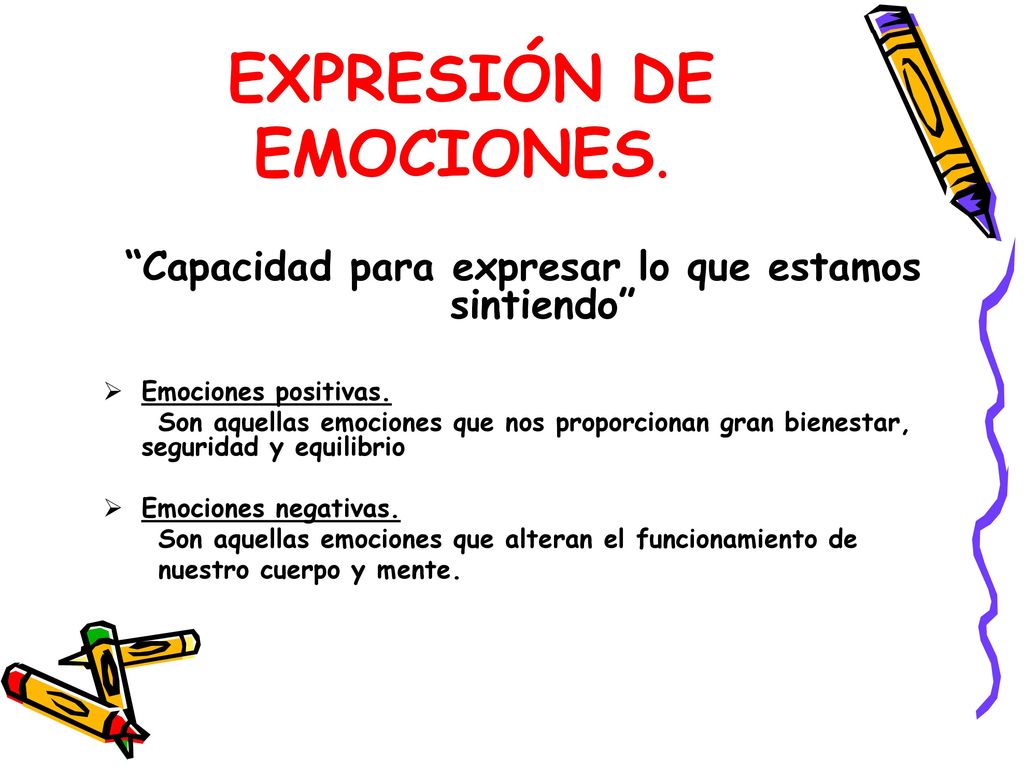 EXPRESIÓN DE
EMOCIONES.
“Capacidad para expresar lo que estamos
sintiendo”
➢ Emociones positivas.
Son aquellas emociones que nos proporcionan gran bienestar,
seguridad y equilibrio
➢ Emociones negativas.
Son aquellas emociones que alteran el funcionamiento de
nuestro cuerpo y mente.